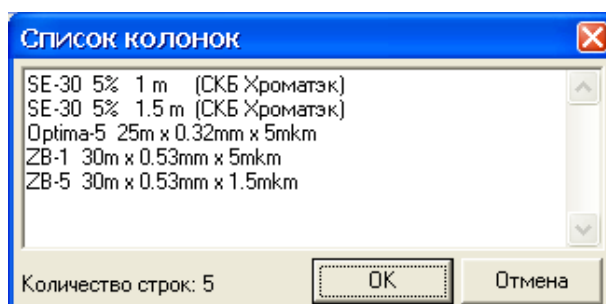 Список колонок
SE-30 5% 1 m (СКБ Хроматэк)
SE-30 5% 1.5 m (СКБ Хроматэк)
Optima-5 25m x 0.32mm x 5mkm
ZB-1 30m x 0.53mm x 5mkm
ZB-5 30m x 0.53mm x 1.5mkm
Количество строк: 5
OK
Отмена